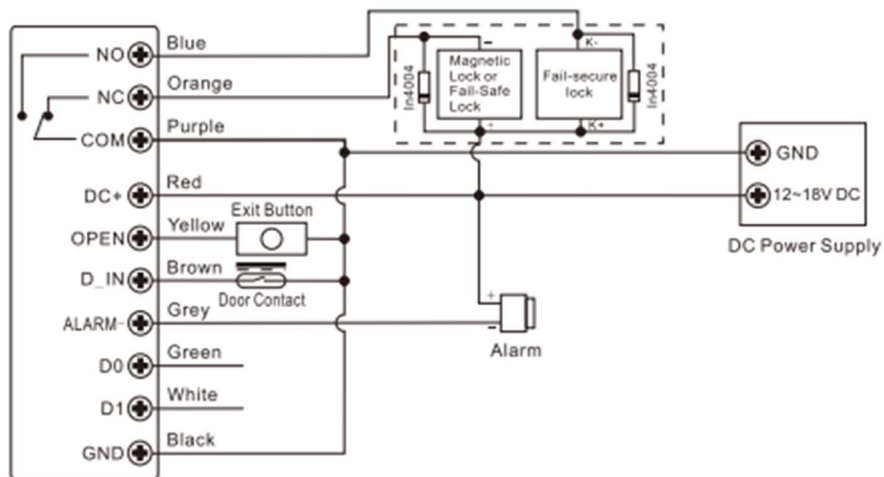 NO Blue
NC Orange
COM Purple
DC+ Red
OPEN Yellow
Exit Button
D_IN Brown
Door Contact
ALARM- Grey
D0 Green
D1 White
GND Black
In4004
-
Magnetic
Lock or
Fail-Safe
Lock
+
K-
Fail-secure
lock
K+
In4004
GND
12~18V DC
DC Power Supply
+
-
Alarm